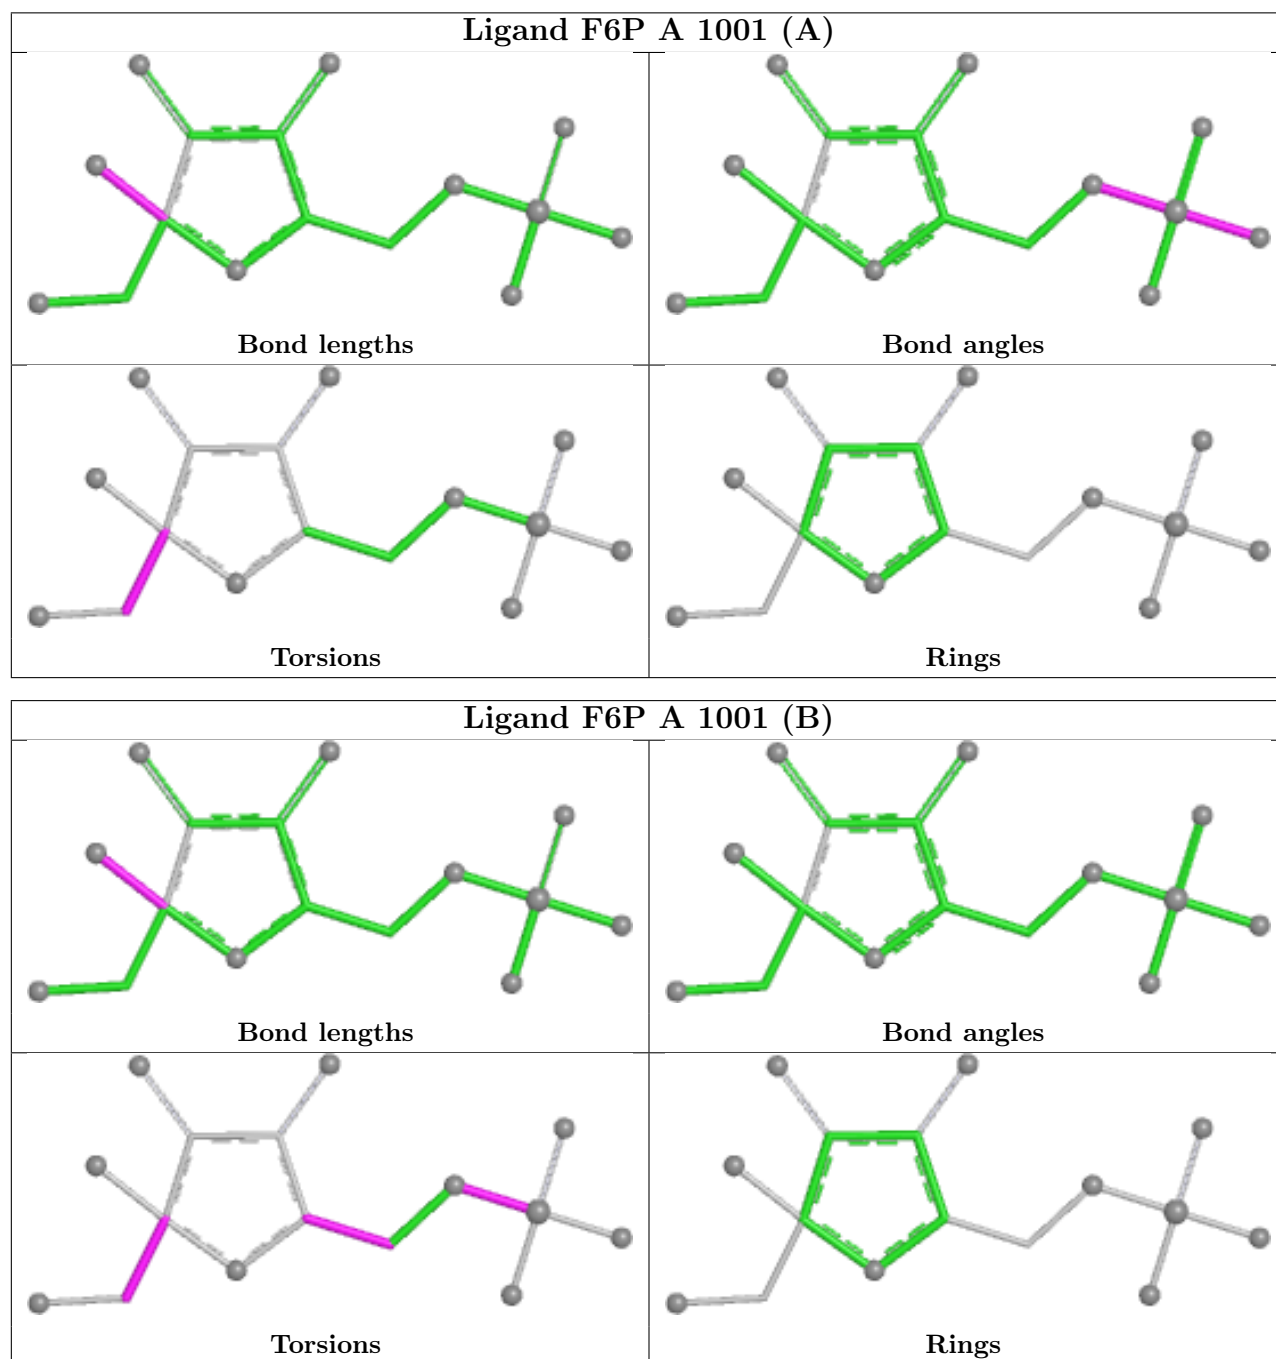 Ligand F6P A 1001 (A)
Bond lengths
Bond angles
Torsions
Rings
Ligand F6P A 1001 (B)
Bond lengths
Bond angles
Torsions
Rings